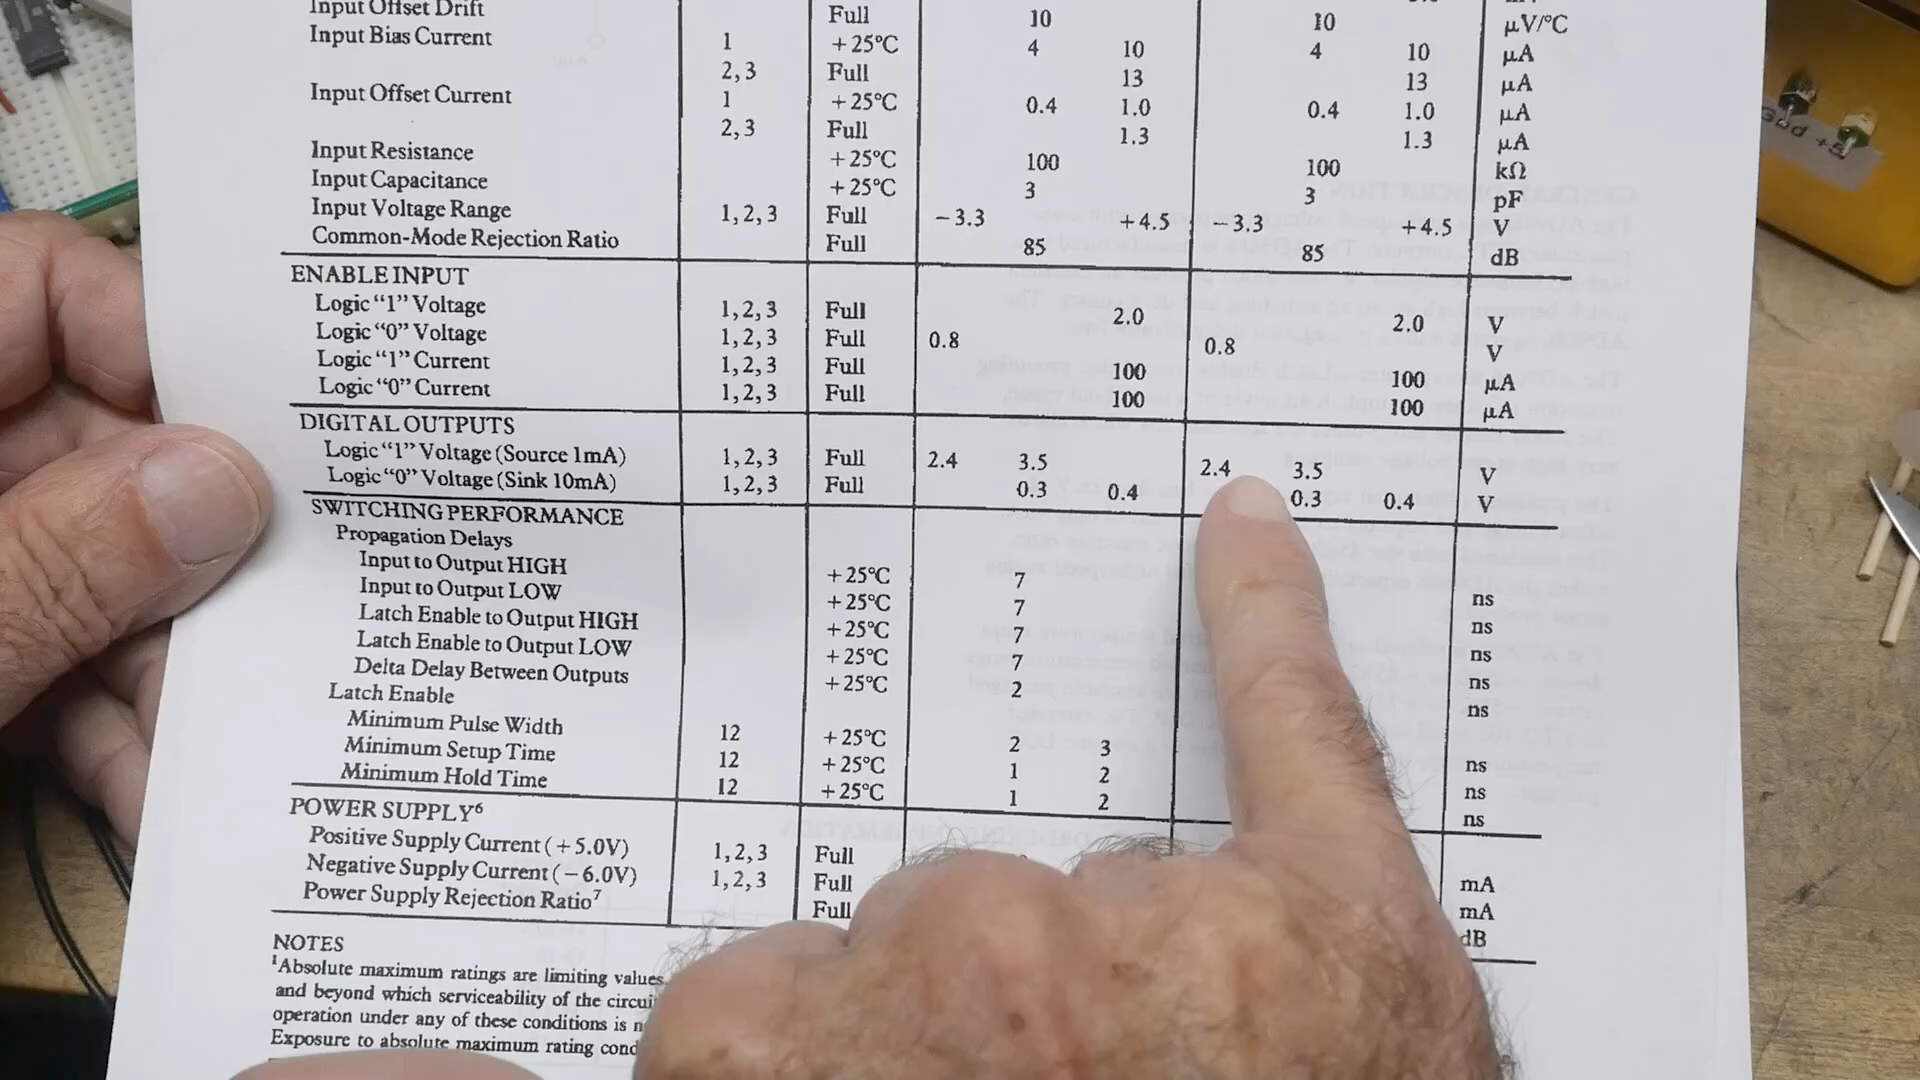 Input Offset Drift Full 10 10 μV/°C
Input Bias Current 1 +25°C 4 10 4 10 μA
2,3 Full 13 13 μA
Input Offset Current 1 +25°C 0.4 1.0 0.4 1.0 μA
2,3 Full 1.3 1.3 μA
Input Resistance +25°C 100 100 kΩ
Input Capacitance +25°C 3 3 pF
Input Voltage Range 1,2,3 Full −3.3 +4.5 −3.3 +4.5 V
Common-Mode Rejection Ratio Full 85 85 dB
ENABLE INPUT
Logic “1” Voltage 1,2,3 Full 2.0 2.0 V
Logic “0” Voltage 1,2,3 Full 0.8 0.8 V
Logic “1” Current 1,2,3 Full 100 100 μA
Logic “0” Current 1,2,3 Full 100 100 μA
DIGITAL OUTPUTS
Logic “1” Voltage (Source 1mA) 1,2,3 Full 2.4 3.5 2.4 3.5 V
Logic “0” Voltage (Sink 10mA) 1,2,3 Full 0.3 0.4 0.3 0.4 V
SWITCHING PERFORMANCE
Propagation Delays
Input to Output HIGH +25°C 7 ns
Input to Output LOW +25°C 7 ns
Latch Enable to Output HIGH +25°C 7 ns
Latch Enable to Output LOW +25°C 7 ns
Delta Delay Between Outputs +25°C 2 ns
Latch Enable
Minimum Pulse Width 12 +25°C 2 3 ns
Minimum Setup Time 12 +25°C 1 2 ns
Minimum Hold Time 12 +25°C 1 2 ns
POWER SUPPLY⁶
Positive Supply Current (+5.0V) 1,2,3 Full mA
Negative Supply Current (−6.0V) 1,2,3 Full mA
Power Supply Rejection Ratio⁷ Full dB
NOTES
¹Absolute maximum ratings are limiting values
and beyond which serviceability of the
operation under any of these conditions is
Exposure to absolute maximum rating
Gnd +5